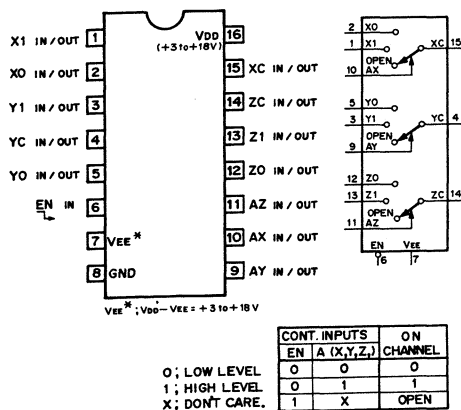 X1 IN/OUT 1
X0 IN/OUT 2
Y1 IN/OUT 3
YC IN/OUT 4
Y0 IN/OUT 5
EN IN 6
7 VEE*
8 GND
VDD 16
(+3 to +18V)
15 XC IN/OUT
14 ZC IN/OUT
13 Z1 IN/OUT
12 Z0 IN/OUT
11 AZ IN/OUT
10 AX IN/OUT
9 AY IN/OUT
VEE* ; VDD-VEE = +3 to +18V
2 X0
1 X1 XC 15
OPEN
10 AX
5 Y0
3 Y1 YC 4
OPEN
9 AY
12 Z0
13 Z1 ZC 14
OPEN
11 AZ
EN VEE
6 7
CONT. INPUTS ON CHANNEL
EN A (X,Y,Z,)
0 0 0
0 1 1
1 X OPEN
0 ; LOW LEVEL
1 ; HIGH LEVEL
X ; DON'T CARE.